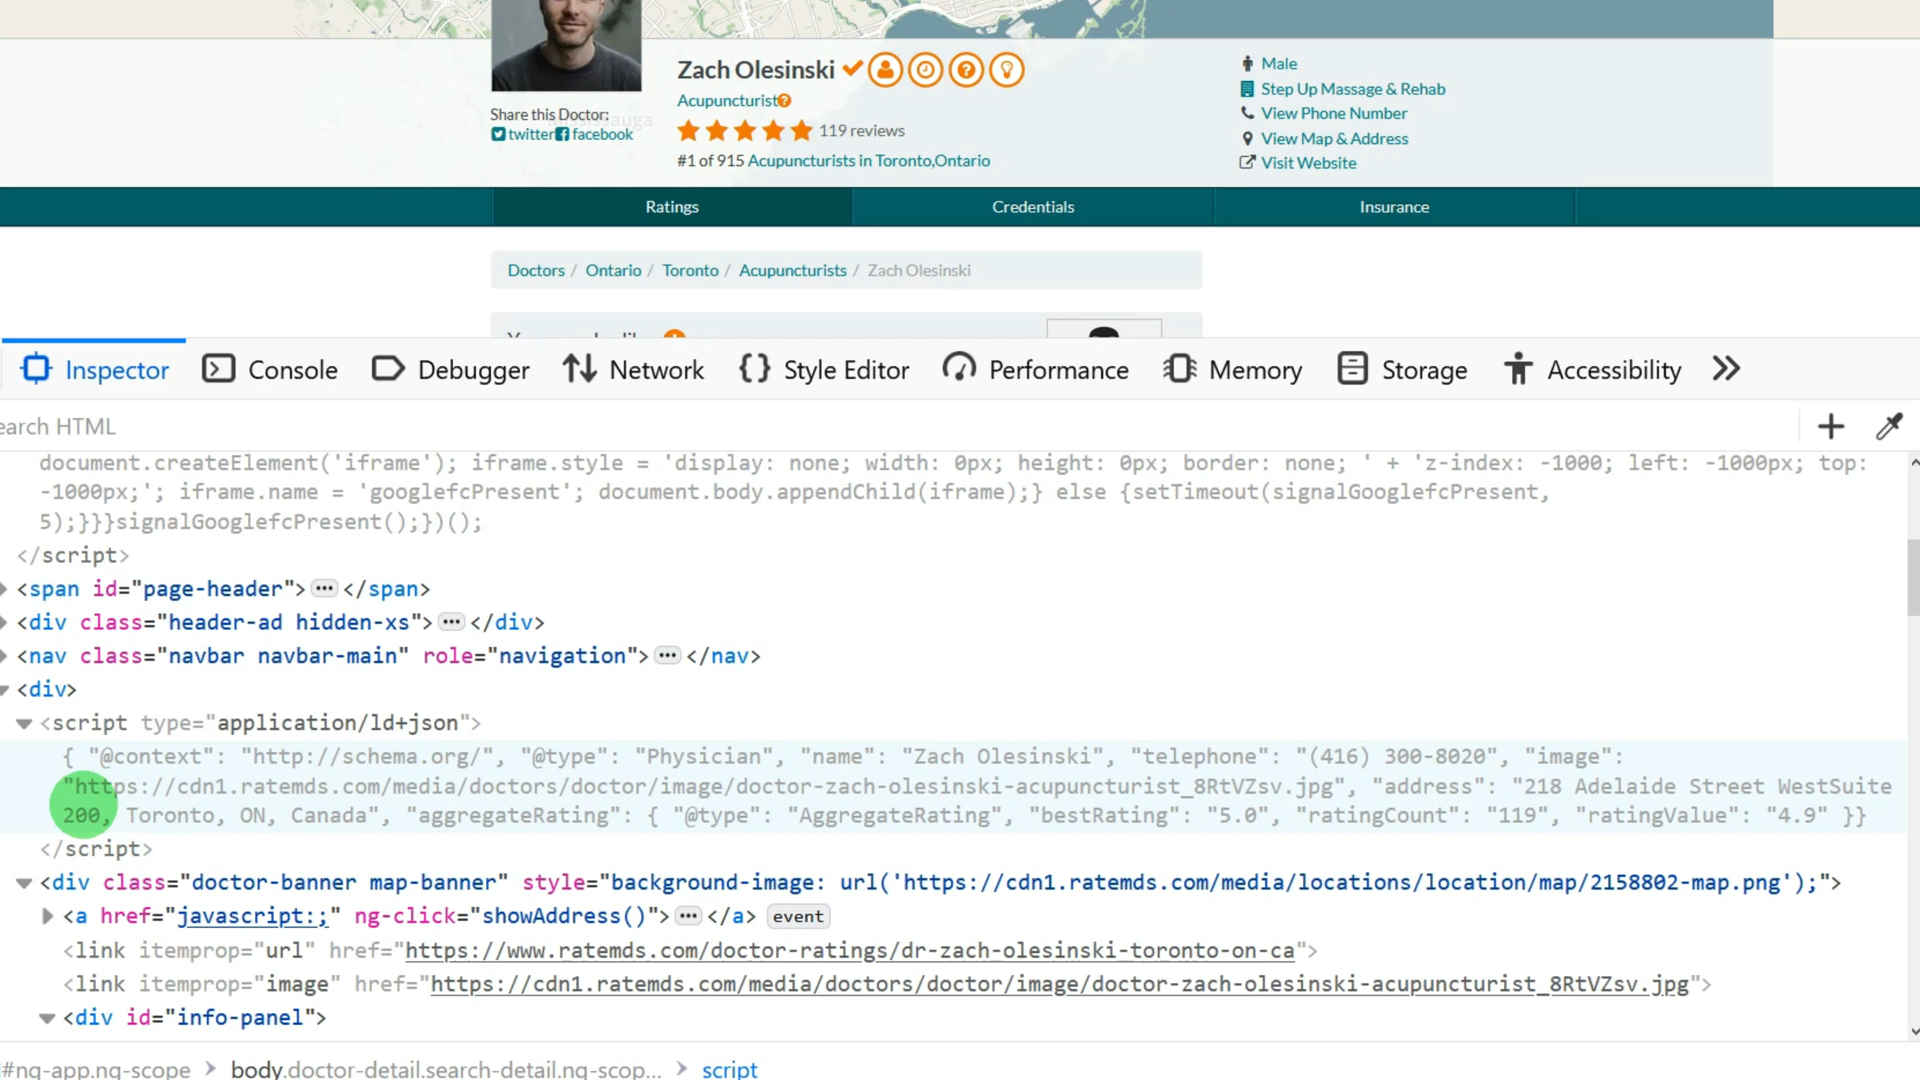 Zach Olesinski
Acupuncturist
119 reviews
#1 of 915 Acupuncturists in Toronto,Ontario
Share this Doctor:
Mississauga
twitter facebook
Male
Step Up Massage & Rehab
View Phone Number
View Map & Address
Visit Website
Ratings Credentials Insurance
Doctors / Ontario / Toronto / Acupuncturists / Zach Olesinski
Inspector Console Debugger Network Style Editor Performance Memory Storage Accessibility
earch HTML
document.createElement('iframe'); iframe.style = 'display: none; width: 0px; height: 0px; border: none; ' + 'z-index: -1000; left: -1000px; top:
-1000px;'; iframe.name = 'googlefcPresent'; document.body.appendChild(iframe);} else {setTimeout(signalGooglefcPresent,
5);}}}signalGooglefcPresent();})();
</script>
<span id="page-header"> ••• </span>
<div class="header-ad hidden-xs"> ••• </div>
<nav class="navbar navbar-main" role="navigation"> ••• </nav>
<div>
<script type="application/ld+json">
{ "@context": "http://schema.org/", "@type": "Physician", "name": "Zach Olesinski", "telephone": "(416) 300-8020", "image":
"https://cdn1.ratemds.com/media/doctors/doctor/image/doctor-zach-olesinski-acupuncturist_8RtVZsv.jpg", "address": "218 Adelaide Street WestSuite
200, Toronto, ON, Canada", "aggregateRating": { "@type": "AggregateRating", "bestRating": "5.0", "ratingCount": "119", "ratingValue": "4.9" }}
</script>
<div class="doctor-banner map-banner" style="background-image: url('https://cdn1.ratemds.com/media/locations/location/map/2158802-map.png');">
<a href="javascript:;" ng-click="showAddress()"> ••• </a> event
<link itemprop="url" href="https://www.ratemds.com/doctor-ratings/dr-zach-olesinski-toronto-on-ca">
<link itemprop="image" href="https://cdn1.ratemds.com/media/doctors/doctor/image/doctor-zach-olesinski-acupuncturist_8RtVZsv.jpg">
<div id="info-panel">
l#ng-app.ng-scope > body.doctor-detail.search-detail.ng-scop... > script